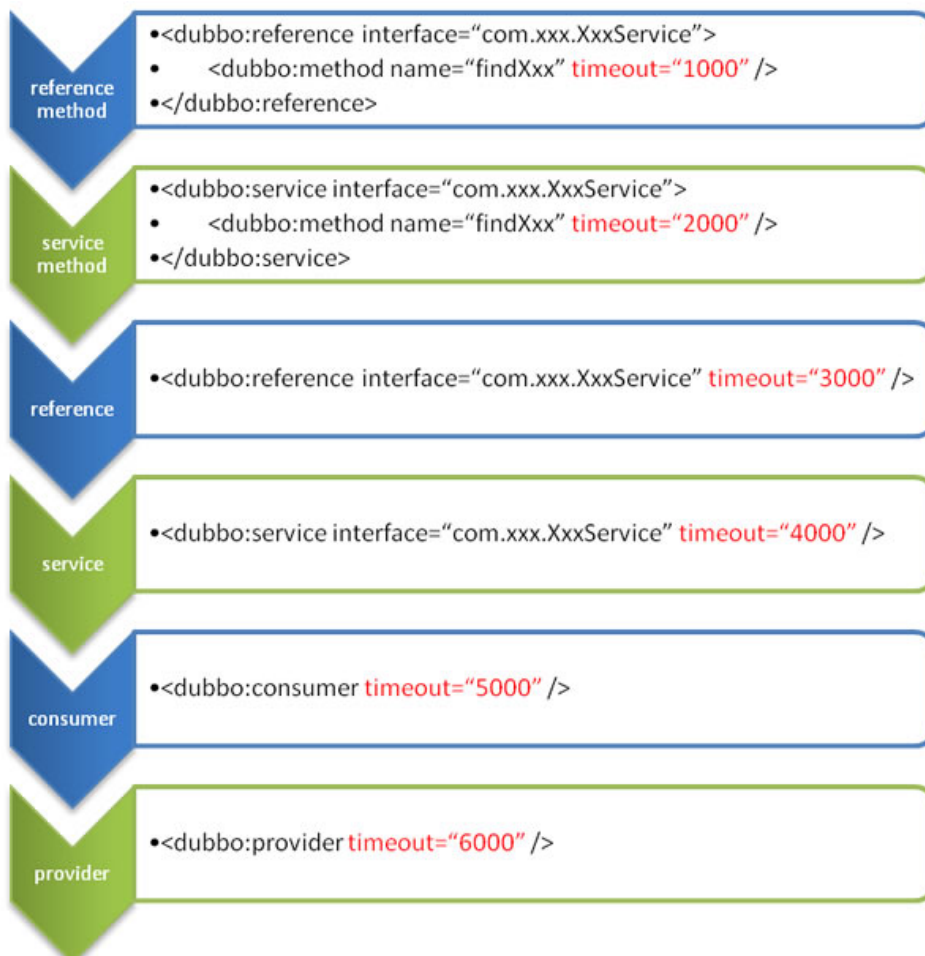 reference
method
•<dubbo:reference interface=“com.xxx.XxxService”>
• <dubbo:method name=“findXxx” timeout=“1000” />
•</dubbo:reference>
service
method
•<dubbo:service interface=“com.xxx.XxxService”>
• <dubbo:method name=“findXxx” timeout=“2000” />
•</dubbo:service>
reference
•<dubbo:reference interface=“com.xxx.XxxService” timeout=“3000” />
service
•<dubbo:service interface=“com.xxx.XxxService” timeout=“4000” />
consumer
•<dubbo:consumer timeout=“5000” />
provider
•<dubbo:provider timeout=“6000” />